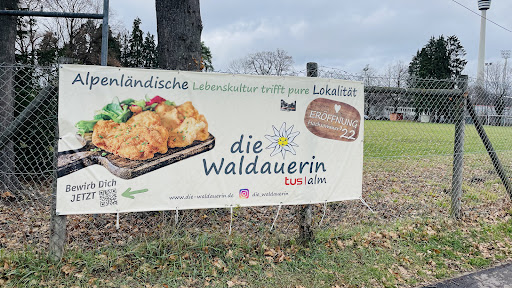 Alpenländische Lebenskultur trifft pure Lokalität
ERÖFFNUNG
22
die
Waldauerin
tus alm
Bewirb Dich
JETZT
www.die-waldauerin.de
die_waldauerin